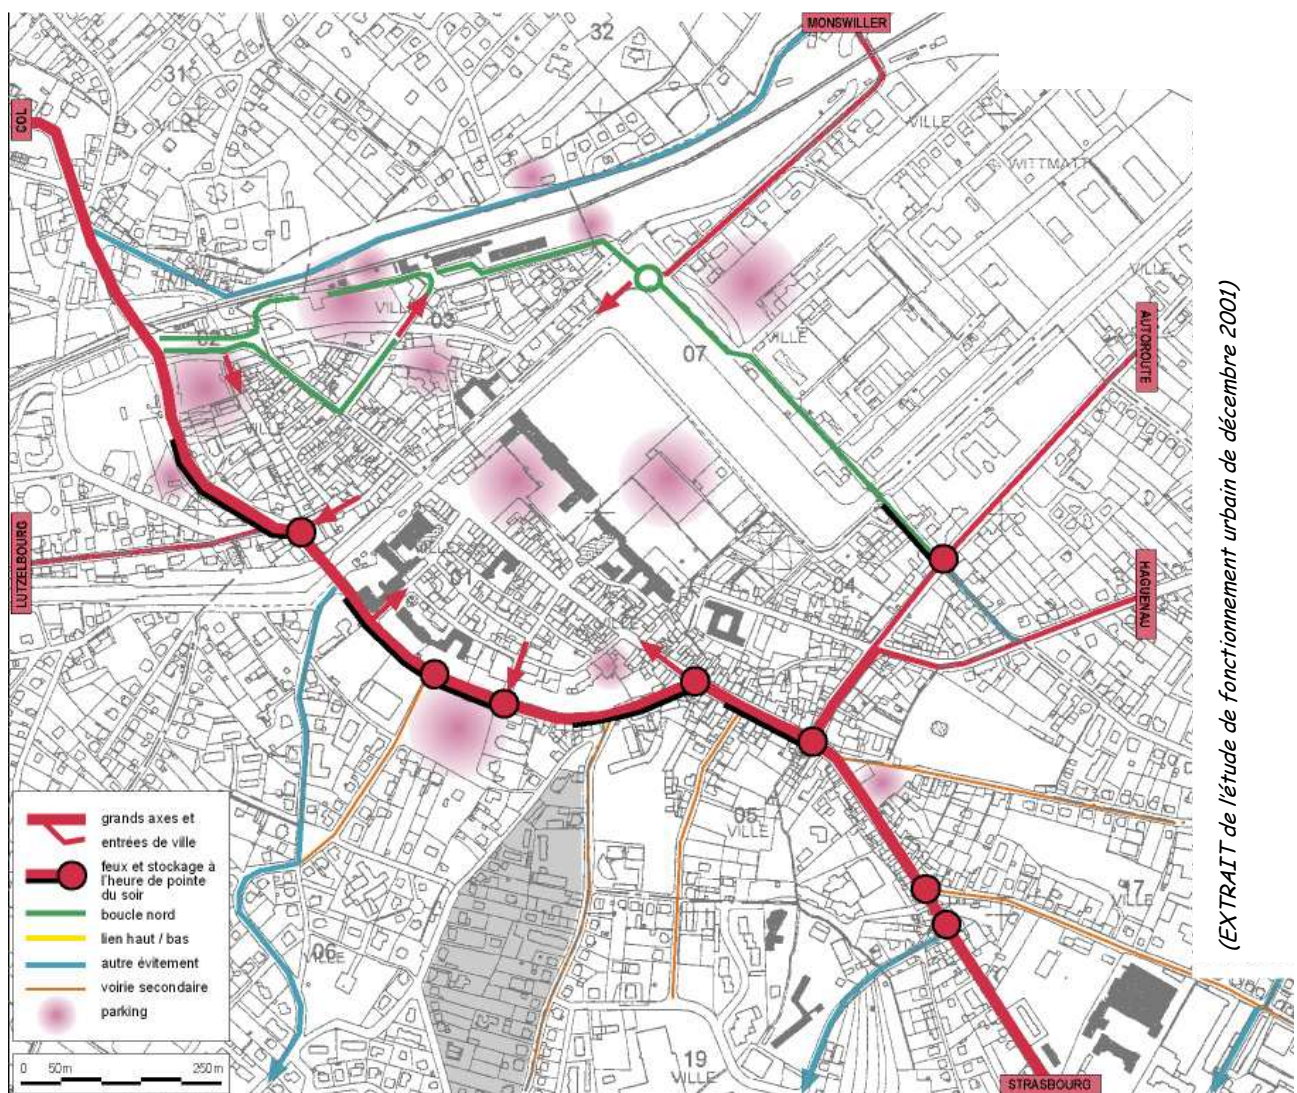 MONSWILLER
32
31
VILLE
COL
VILLE
WITTMATT
VILLE
VILLE
VILLE
02
03
07
VILLE
VILLE
AUTOROUTE
LUTZELBOURG
01
04
VILLE
HAGUENAU
VILLE
05
VILLE
06
VILLE
17
VILLE
19
VILLE
STRASBOURG
grands axes et
entrées de ville
feux et stockage à
l'heure de pointe
du soir
boucle nord
lien haut / bas
autre évitement
voirie secondaire
parking
0 50m 250m
(EXTRAIT de l'étude de fonctionnement urbain de décembre 2001)